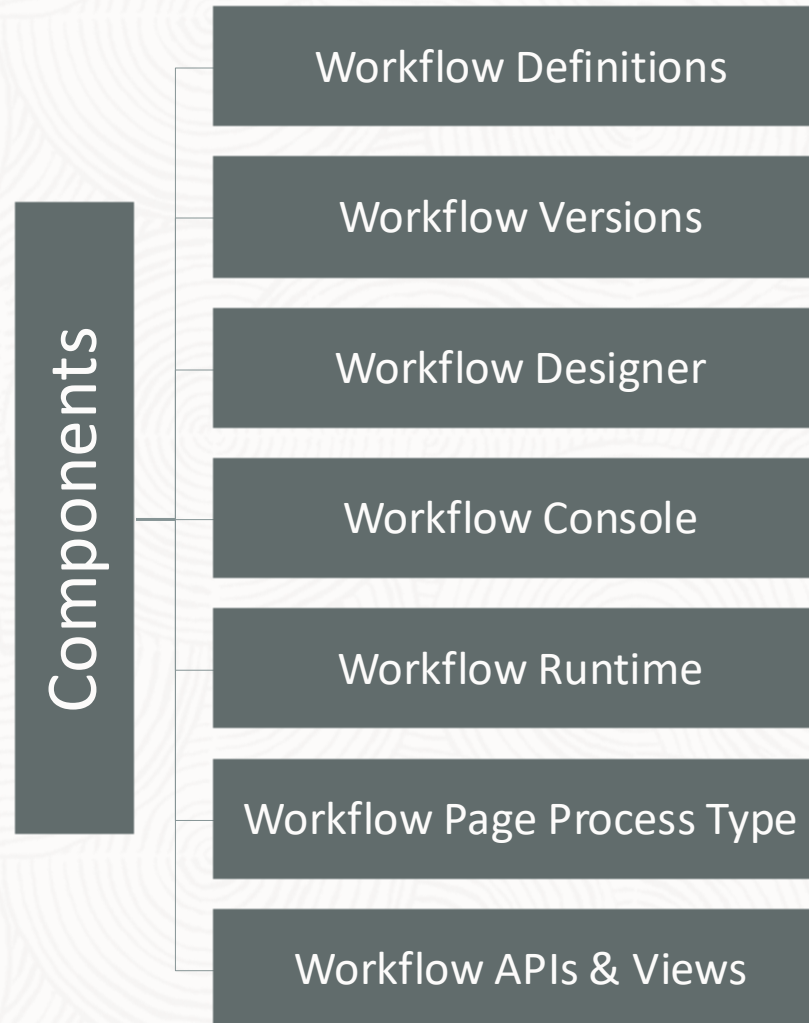 Components
Workflow Definitions
Workflow Versions
Workflow Designer
Workflow Console
Workflow Runtime
Workflow Page Process Type
Workflow APIs & Views